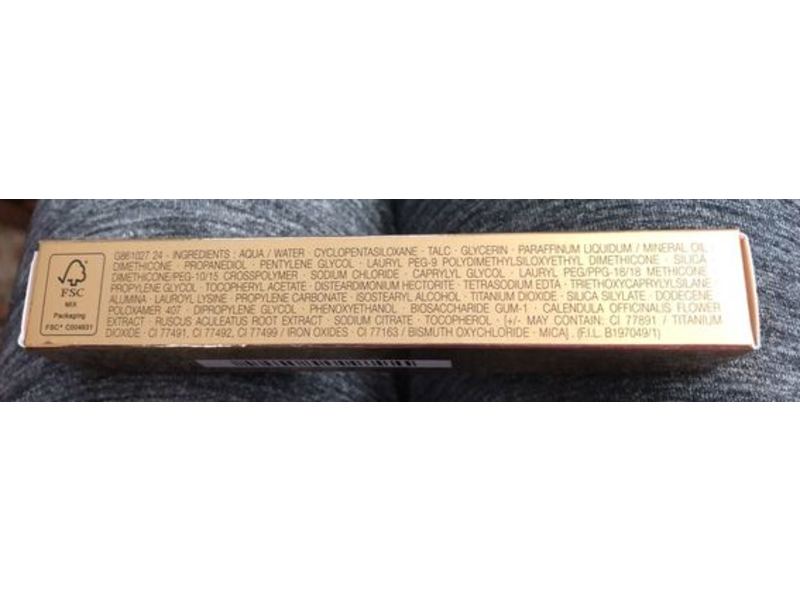 FSC
MIX
Packaging
FSC® C004931
G861027 24 - INGREDIENTS : AQUA / WATER · CYCLOPENTASILOXANE · TALC · GLYCERIN · PARAFFINUM LIQUIDUM / MINERAL OIL ·
DIMETHICONE · PROPANEDIOL · PENTYLENE GLYCOL · LAURYL PEG-9 POLYDIMETHYLSILOXYETHYL DIMETHICONE · SILICA
DIMETHICONE/PEG-10/15 CROSSPOLYMER · SODIUM CHLORIDE · CAPRYLYL GLYCOL · LAURYL PEG/PPG-18/18 METHICONE
PROPYLENE GLYCOL · TOCOPHERYL ACETATE · DISTEARDIMONIUM HECTORITE · TETRASODIUM EDTA · TRIETHOXYCAPRYLYLSILANE
ALUMINA · LAUROYL LYSINE · PROPYLENE CARBONATE · ISOSTEARYL ALCOHOL · TITANIUM DIOXIDE · SILICA SILYLATE · DODECENE
POLOXAMER 407 · DIPROPYLENE GLYCOL · PHENOXYETHANOL · BIOSACCHARIDE GUM-1 · CALENDULA OFFICINALIS FLOWER
EXTRACT · RUSCUS ACULEATUS ROOT EXTRACT · SODIUM CITRATE · TOCOPHEROL · [+/- MAY CONTAIN: CI 77891 / TITANIUM
DIOXIDE · CI 77491, CI 77492, CI 77499 / IRON OXIDES · CI 77163 / BISMUTH OXYCHLORIDE · MICA] . (F.I.L. B197049/1)